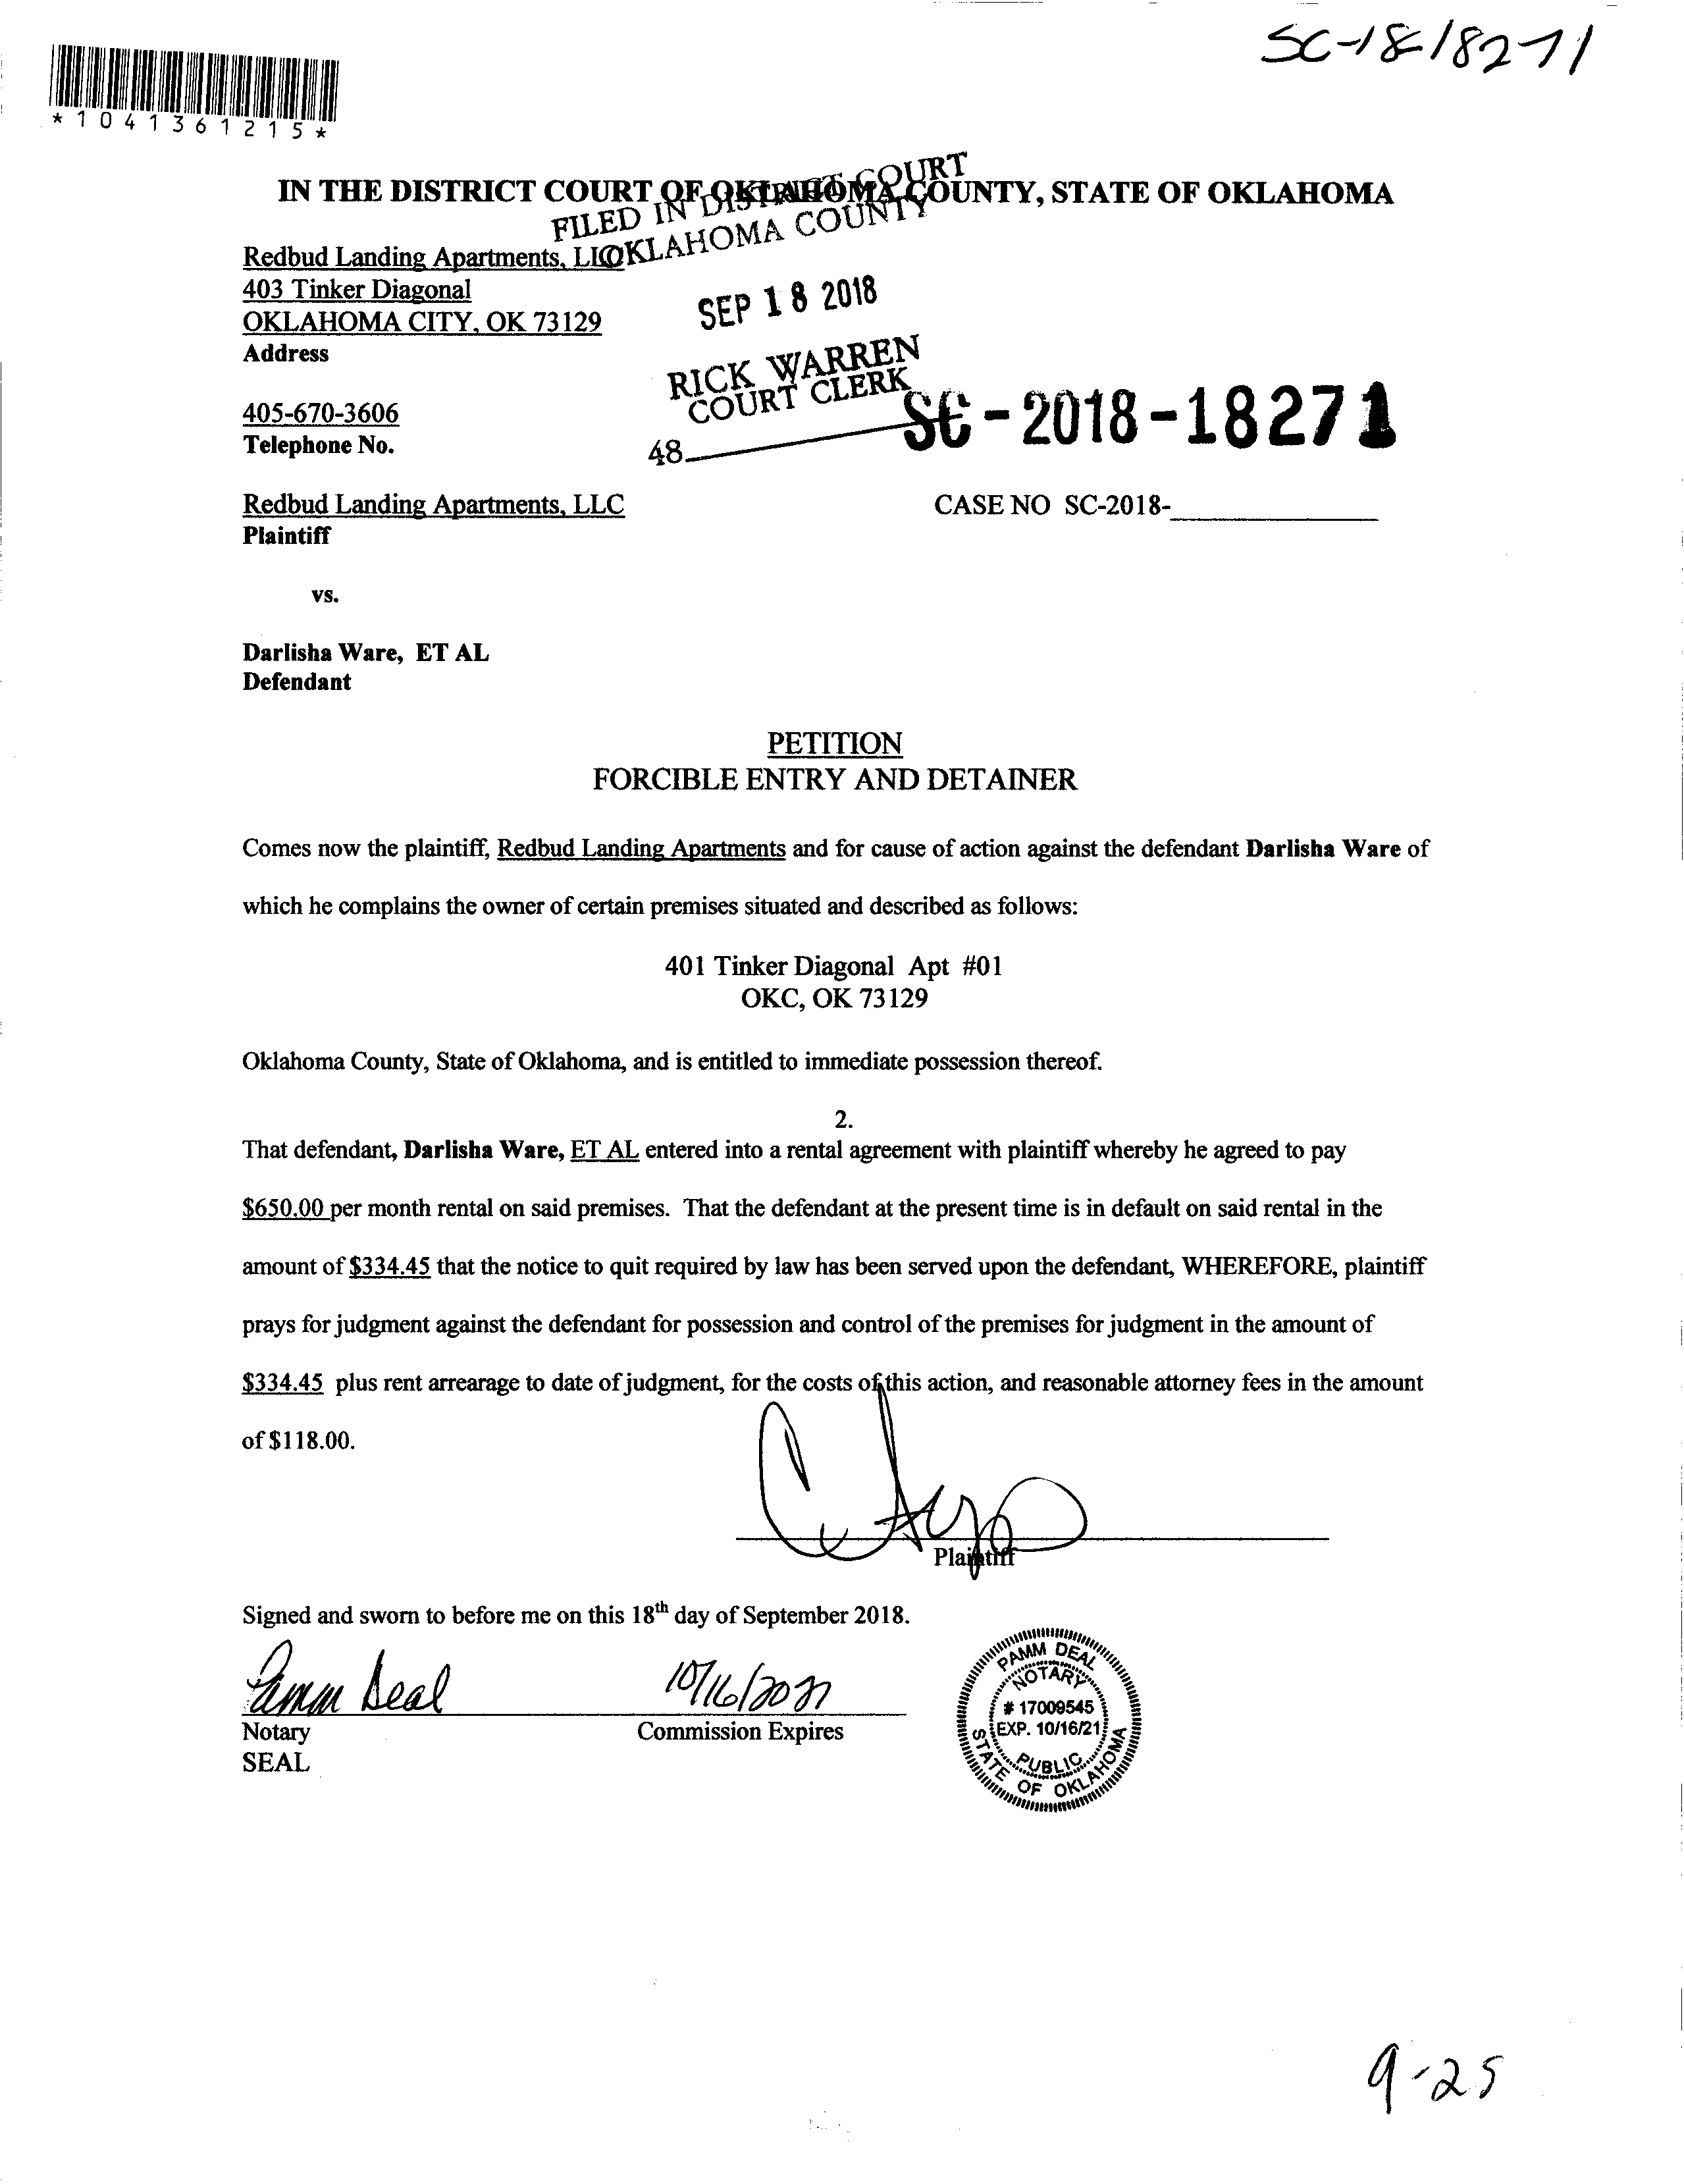 SC-18-18271
*1041361215*
IN THE DISTRICT COURT OF OKLAHOMA COUNTY, STATE OF OKLAHOMA
FILED IN DISTRICT COURT
OKLAHOMA COUNTY
Redbud Landing Apartments, LLC
403 Tinker Diagonal
OKLAHOMA CITY, OK 73129
Address
SEP 18 2018
RICK WARREN
COURT CLERK
405-670-3606
Telephone No.
48
SC-2018-18271
Redbud Landing Apartments, LLC
CASE NO SC-2018-
Plaintiff
vs.
Darlisha Ware, ET AL
Defendant
PETITION
FORCIBLE ENTRY AND DETAINER
Comes now the plaintiff, Redbud Landing Apartments and for cause of action against the defendant Darlisha Ware of
which he complains the owner of certain premises situated and described as follows:
401 Tinker Diagonal Apt #01
OKC, OK 73129
Oklahoma County, State of Oklahoma, and is entitled to immediate possession thereof.
2.
That defendant, Darlisha Ware, ET AL entered into a rental agreement with plaintiff whereby he agreed to pay
$650.00 per month rental on said premises. That the defendant at the present time is in default on said rental in the
amount of $334.45 that the notice to quit required by law has been served upon the defendant, WHEREFORE, plaintiff
prays for judgment against the defendant for possession and control of the premises for judgment in the amount of
$334.45 plus rent arrearage to date of judgment, for the costs of this action, and reasonable attorney fees in the amount
of $118.00.
Plaintiff
Signed and sworn to before me on this 18th day of September 2018.
Pamm Deal 10/16/2021
Notary Commission Expires
SEAL
PAMM DEAL
NOTARY
# 17009545
EXP. 10/16/21
PUBLIC
STATE OF OKLAHOMA
9-25